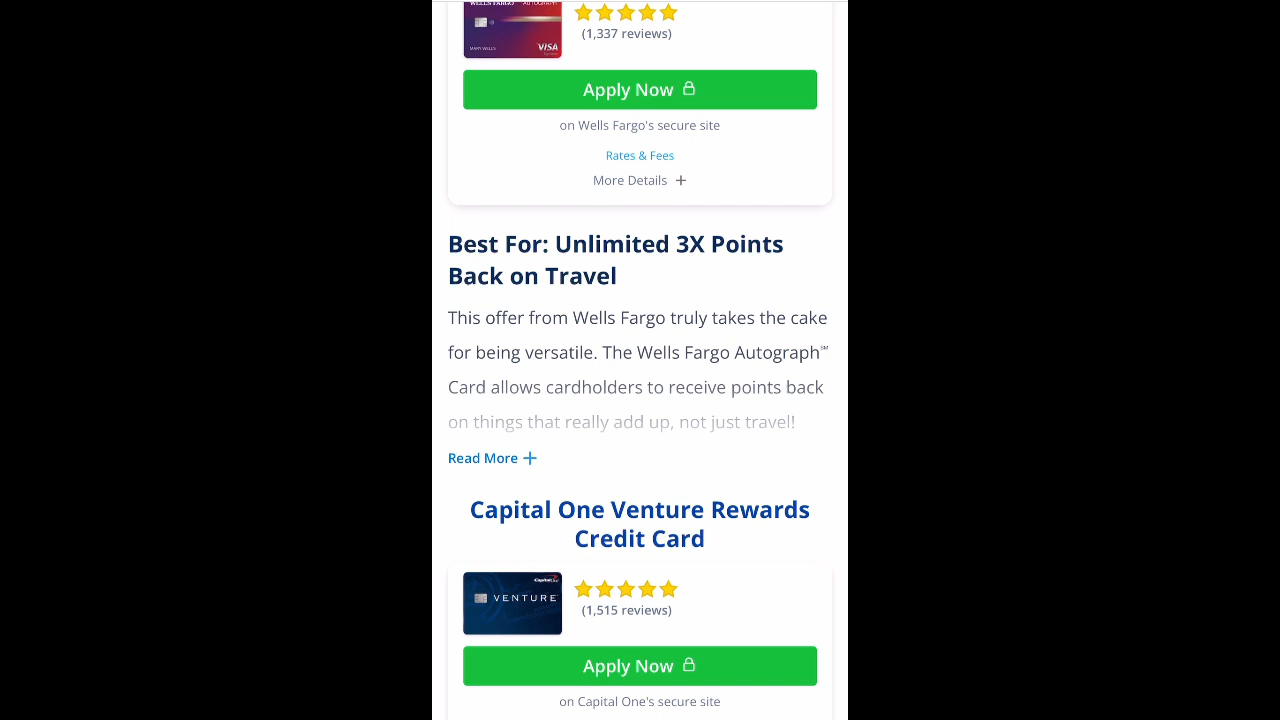 WELLS FARGO AUTOGRAPH
MARY WELLS
VISA
(1,337 reviews)
Apply Now
on Wells Fargo's secure site
Rates & Fees
More Details +
Best For: Unlimited 3X Points
Back on Travel
This offer from Wells Fargo truly takes the cake
for being versatile. The Wells Fargo Autograph℠
Card allows cardholders to receive points back
on things that really add up, not just travel!
Read More +
Capital One Venture Rewards
Credit Card
Capital One
VENTURE
(1,515 reviews)
Apply Now
on Capital One's secure site